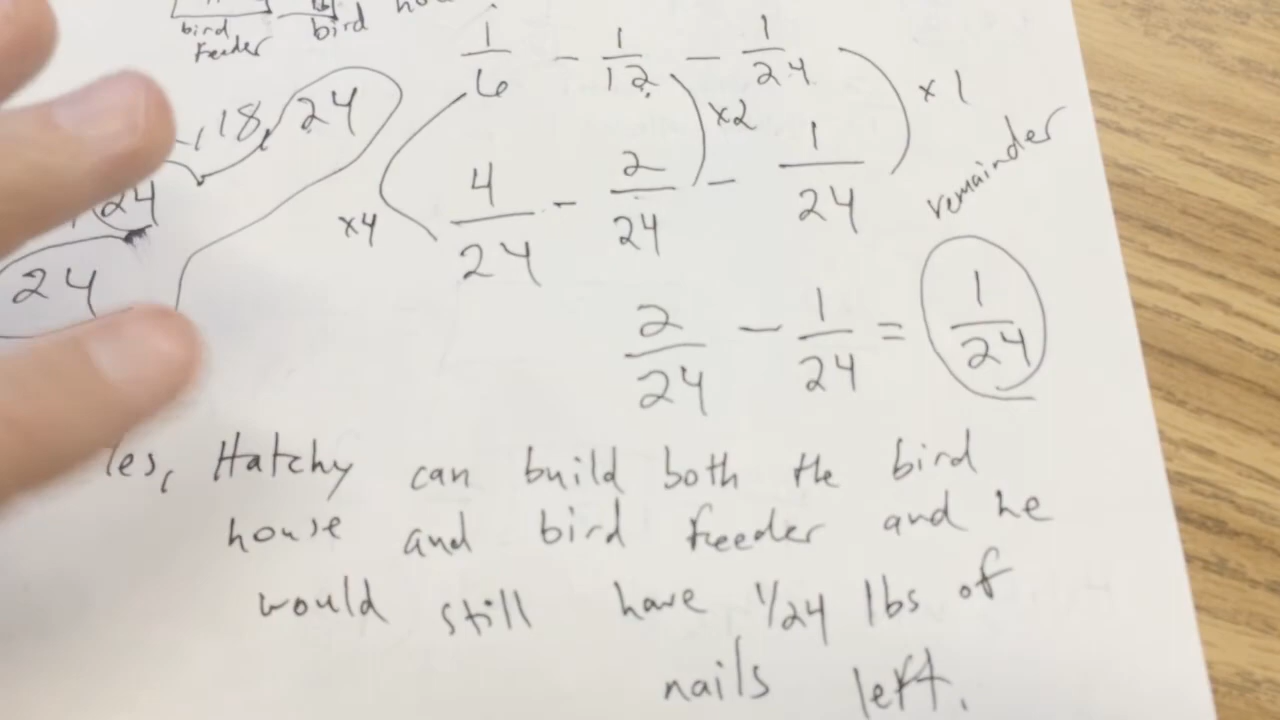 bird
feeder
bird
1/6 - 1/12 - 1/24
x1
, 18, 24
x2
24
x4
4/24 - 2/24 - 1/24
remainder
24
2/24 - 1/24 = 1/24
Hatchy can build both the bird
house and bird feeder and he
would still have 1/24 lbs of
nails left.